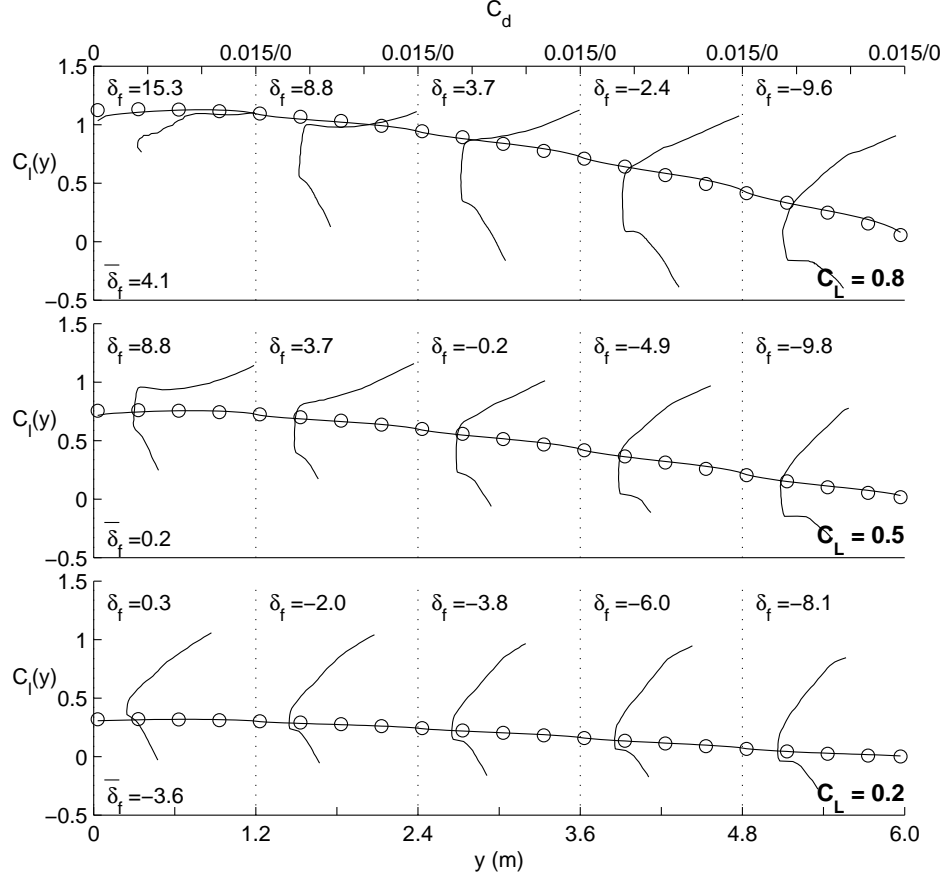 C_d
0 0.015/0 0.015/0 0.015/0 0.015/0 0.015/0
1.5
δ_f =15.3 δ_f =8.8 δ_f =3.7 δ_f =−2.4 δ_f =−9.6
1
C_l(y)
0.5
0
δ̅_f =4.1 C_L = 0.8
−0.5
1.5
δ_f =8.8 δ_f =3.7 δ_f =−0.2 δ_f =−4.9 δ_f =−9.8
1
C_l(y)
0.5
0
δ̅_f =0.2 C_L = 0.5
−0.5
1.5
δ_f =0.3 δ_f =−2.0 δ_f =−3.8 δ_f =−6.0 δ_f =−8.1
1
C_l(y)
0.5
0
δ̅_f =−3.6 C_L = 0.2
−0.5
0 1.2 2.4 3.6 4.8 6.0
y (m)